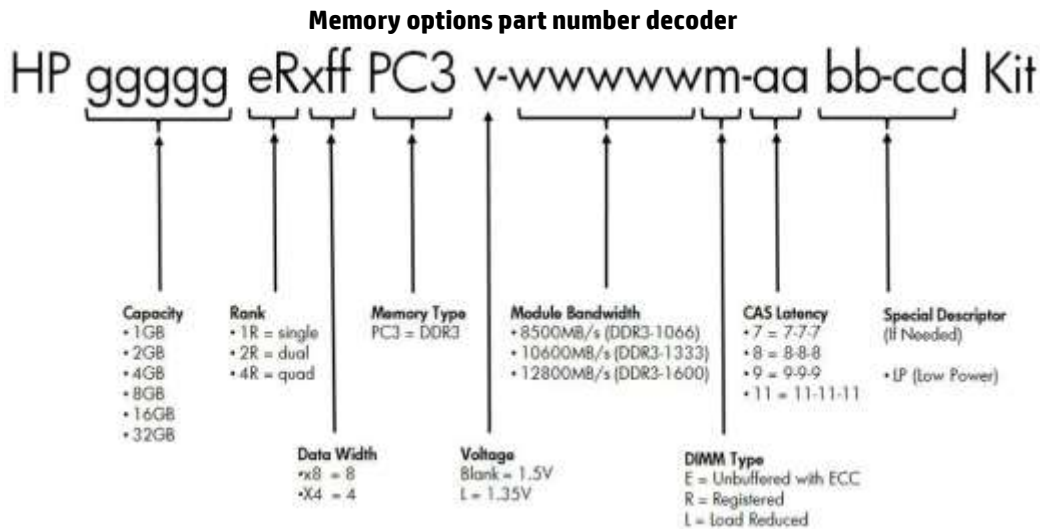 Memory options part number decoder
HP ggggg eRxff PC3 v-wwwwwm-aa bb-ccd Kit
Capacity
• 1GB
• 2GB
• 4GB
• 8GB
• 16GB
• 32GB
Rank
• 1R = single
• 2R = dual
• 4R = quad
Memory Type
PC3 = DDR3
Module Bandwidth
• 8500MB/s (DDR3-1066)
• 10600MB/s (DDR3-1333)
• 12800MB/s (DDR3-1600)
CAS Latency
• 7 = 7-7-7
• 8 = 8-8-8
• 9 = 9-9-9
• 11 = 11-11-11
Special Descriptor
(If Needed)
• LP (Low Power)
Data Width
•x8 = 8
•X4 = 4
Voltage
Blank = 1.5V
L = 1.35V
DIMM Type
E = Unbuffered with ECC
R = Registered
L = Load Reduced